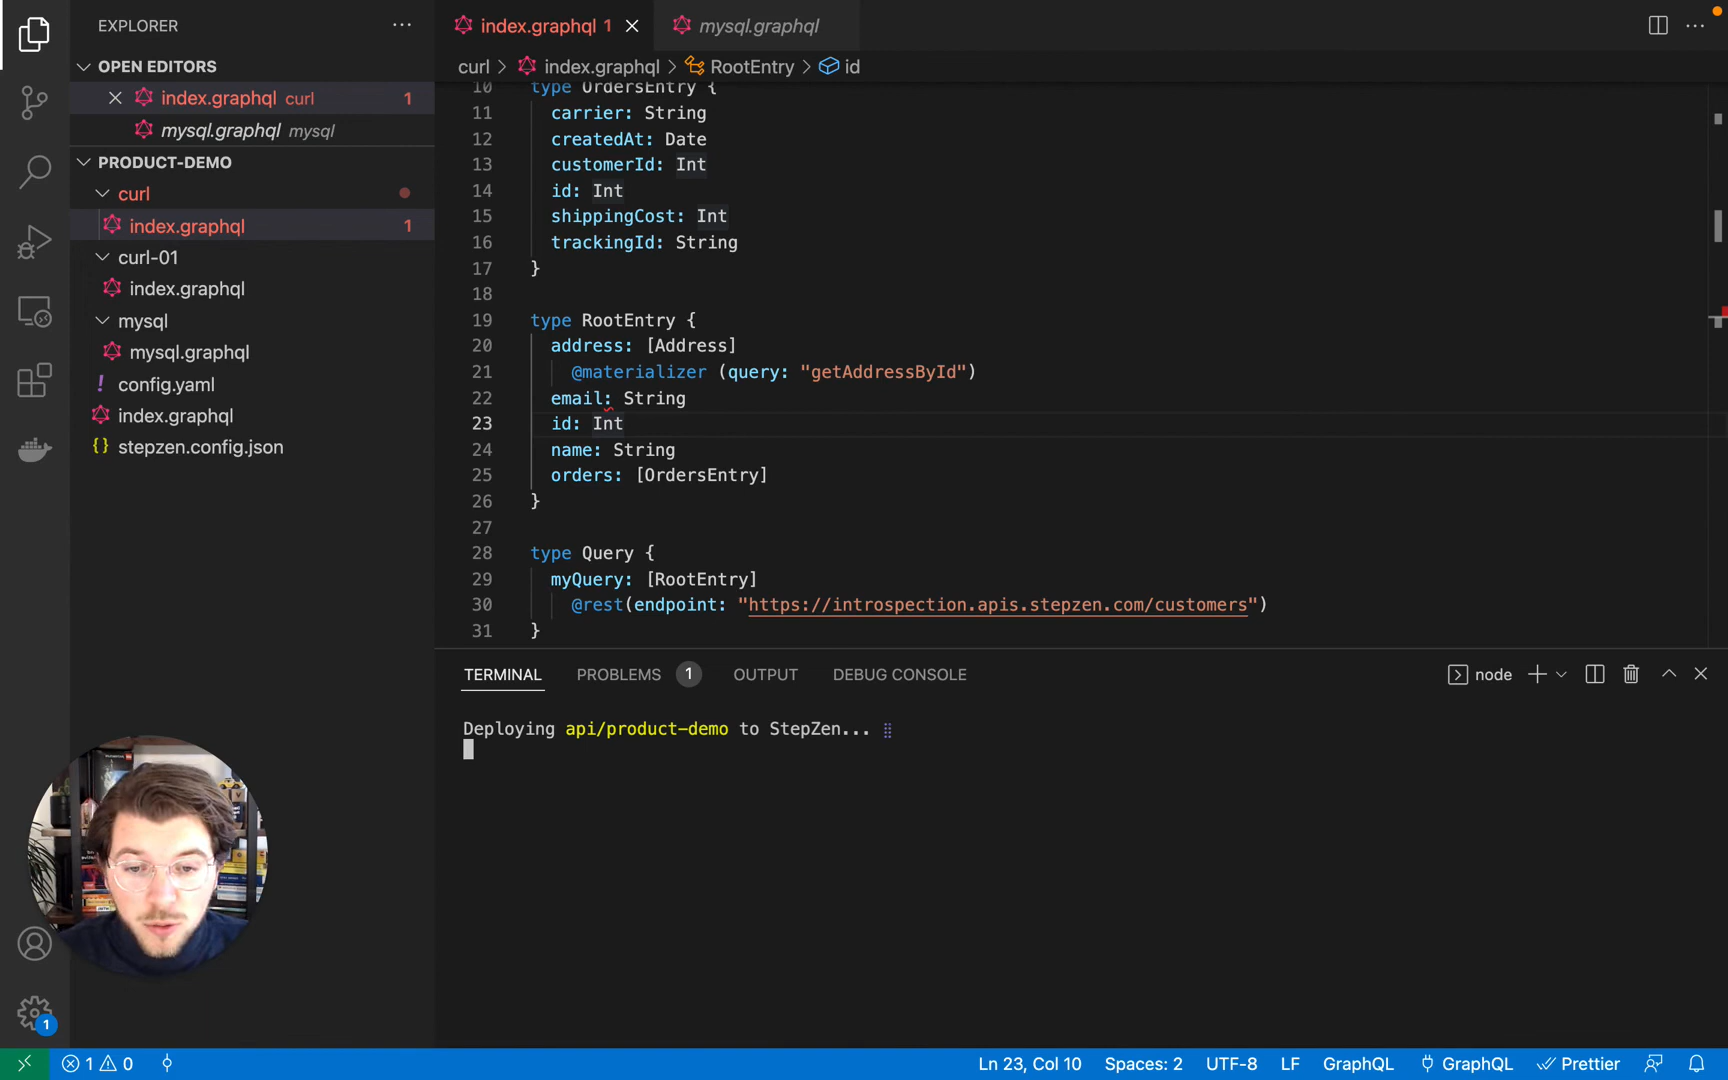 EXPLORER
OPEN EDITORS
index.graphql curl 1
mysql.graphql mysql
PRODUCT-DEMO
curl
index.graphql 1
curl-01
index.graphql
mysql
mysql.graphql
config.yaml
index.graphql
stepzen.config.json
1
index.graphql 1
mysql.graphql
curl > index.graphql > RootEntry > id
10 type OrdersEntry {
11 carrier: String
12 createdAt: Date
13 customerId: Int
14 id: Int
15 shippingCost: Int
16 trackingId: String
17 }
18
19 type RootEntry {
20 address: [Address]
21 @materializer (query: "getAddressById")
22 email: String
23 id: Int
24 name: String
25 orders: [OrdersEntry]
26 }
27
28 type Query {
29 myQuery: [RootEntry]
30 @rest(endpoint: "https://introspection.apis.stepzen.com/customers")
31 }
TERMINAL PROBLEMS 1 OUTPUT DEBUG CONSOLE node
Deploying api/product-demo to StepZen...
1 0 Ln 23, Col 10 Spaces: 2 UTF-8 LF GraphQL GraphQL Prettier